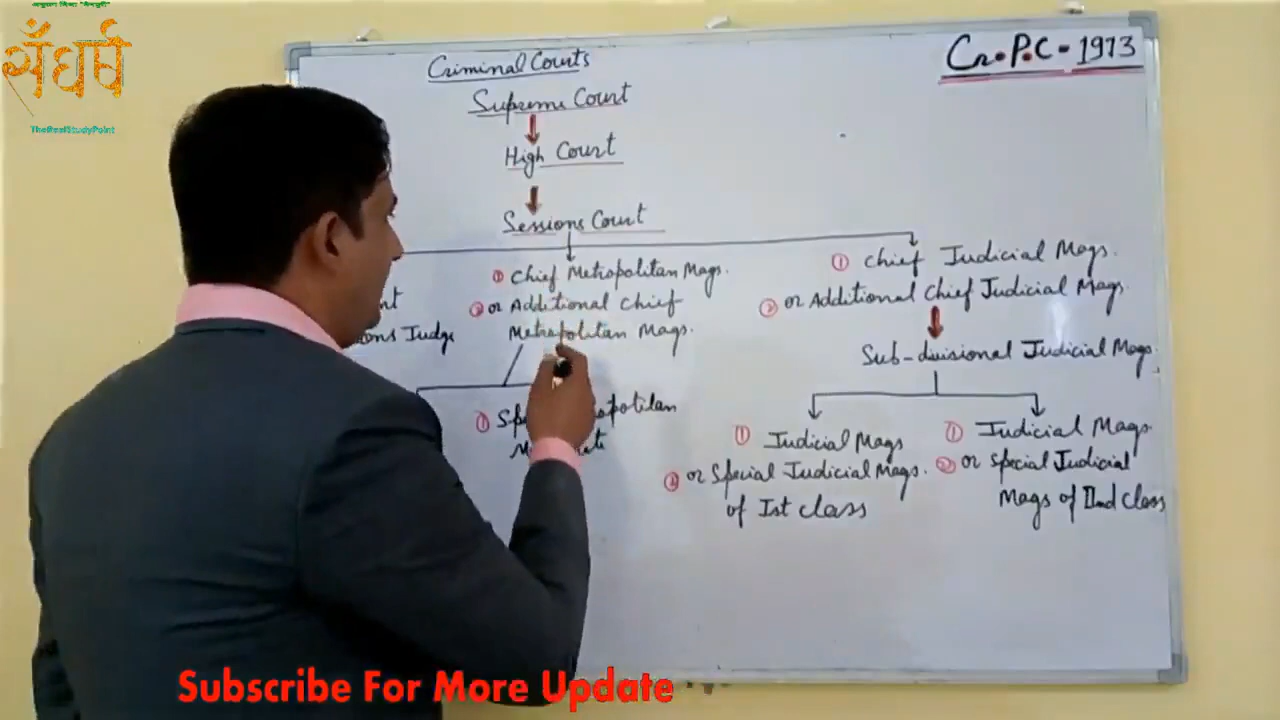 संघर्ष
TheRealStudyPoint
Cr.P.C - 1973
Criminal Courts
Supreme Court
High Court
Sessions Court
① Chief Metropolitan Mags.
② or Additional Chief
Metropolitan Mags.
Judge
①
Metropolitan
① Chief Judicial Mags.
② or Additional Chief Judicial Mags.
Sub-divisional Judicial Mags.
① Judicial Mags
② or Special Judicial Mags.
of Ist class
① Judicial Mags.
② or Special Judicial
Mags of IInd Class
Subscribe For More Update